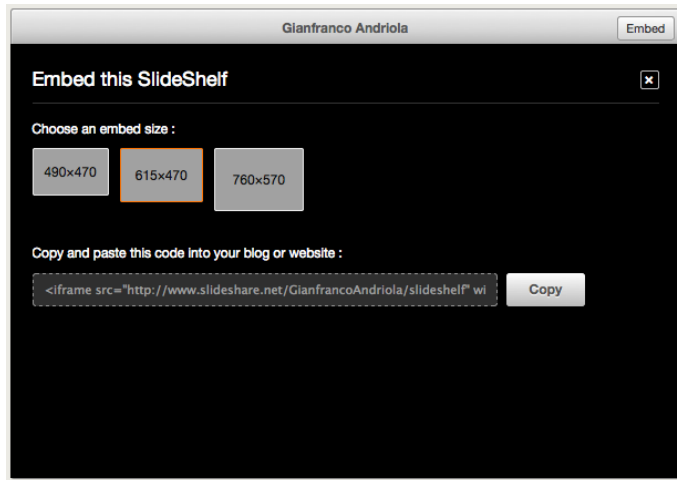 Gianfranco Andriola
Embed
Embed this SlideShelf
Choose an embed size :
490×470
615×470
760×570
Copy and paste this code into your blog or website :
<iframe src="http://www.slideshare.net/GianfrancoAndriola/slideshelf" wi
Copy